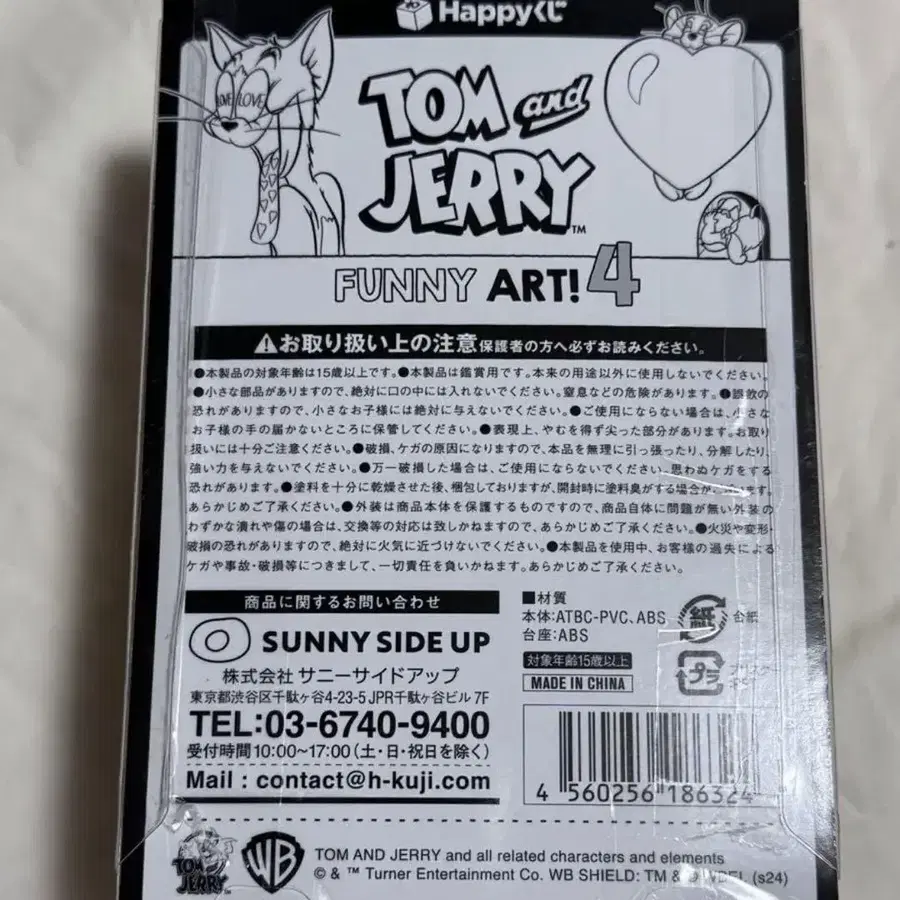 Happyくじ
LOVE LOVE
TOM and
JERRY™
FUNNY ART! 4
⚠お取り扱い上の注意 保護者の方へ必ずお読みください。
●本製品の対象年齢は15歳以上です。●本製品は鑑賞用です。本来の用途以外に使用しないでください。
●小さな部品がありますので、絶対に口の中には入れないでください。窒息などの危険があります。●誤飲の
恐れがありますので、小さなお子様には絶対に与えないでください。●ご使用にならない場合は、小さな
お子様の手の届かないところに保管してください。●表現上、やむを得ず尖った部分があります。お取り
扱いには十分ご注意ください。●破損、ケガの原因になりますので、本品を無理に引っ張ったり、分解したり、
強い力を与えないでください。●万一破損した場合は、ご使用にならないでください。思わぬケガをする
恐れがあります。●塗料を十分に乾燥させた後、梱包しておりますが、開封時に塗料臭がする場合が
あらかじめご了承ください。●外装は商品本体を保護するものですので、商品自体に問題が無い外装の
わずかな潰れや傷の場合は、交換等の対応は致しかねますので、あらかじめご了承ください。●火災や変形・
破損の恐れがありますので、絶対に火気に近づけないでください。●本製品を使用中、お客様の過失による
ケガや事故・破損等につきまして、一切責任を負いかねます。あらかじめご了承ください。
商品に関するお問い合わせ
SUNNY SIDE UP
株式会社 サニーサイドアップ
東京都渋谷区千駄ヶ谷4-23-5 JPR千駄ヶ谷ビル 7F
TEL:03-6740-9400
受付時間10:00~17:00(土・日・祝日を除く)
Mail : contact@h-kuji.com
■材質
本体:ATBC-PVC、ABS
台座:ABS
紙 台紙
対象年齢15歳以上
プラ
MADE IN CHINA
4 560256 186324
TOM and JERRY
WB
TOM AND JERRY and all related characters and elements
© & ™ Turner Entertainment Co. WB SHIELD: TM & © WBEI. (s24)